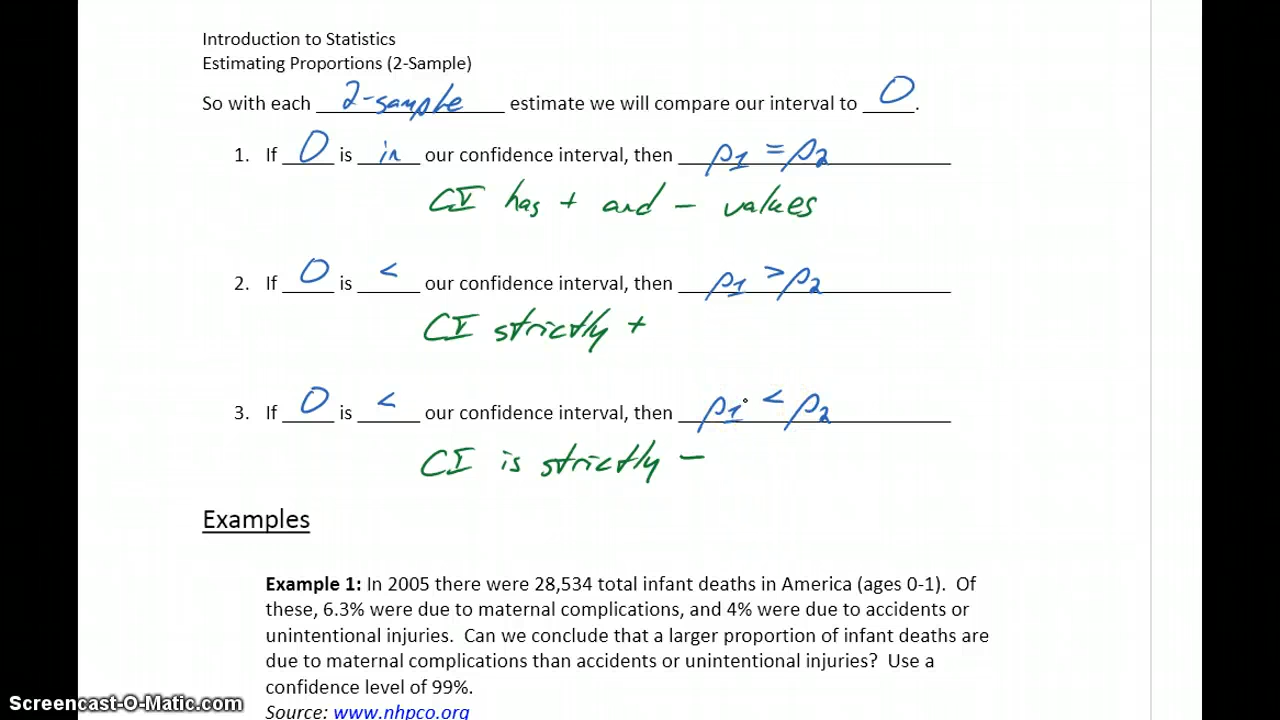 Introduction to Statistics
Estimating Proportions (2-Sample)
So with each 2-sample estimate we will compare our interval to 0.
1. If 0 is in our confidence interval, then p1 = p2
CI has + and - values
2. If 0 is < our confidence interval, then p1 > p2
CI strictly +
3. If 0 is < our confidence interval, then p1 < p2
CI is strictly -
Examples
Example 1: In 2005 there were 28,534 total infant deaths in America (ages 0-1). Of
these, 6.3% were due to maternal complications, and 4% were due to accidents or
unintentional injuries. Can we conclude that a larger proportion of infant deaths are
due to maternal complications than accidents or unintentional injuries? Use a
confidence level of 99%.
Source: www.nhpco.org
Screencast-O-Matic.com